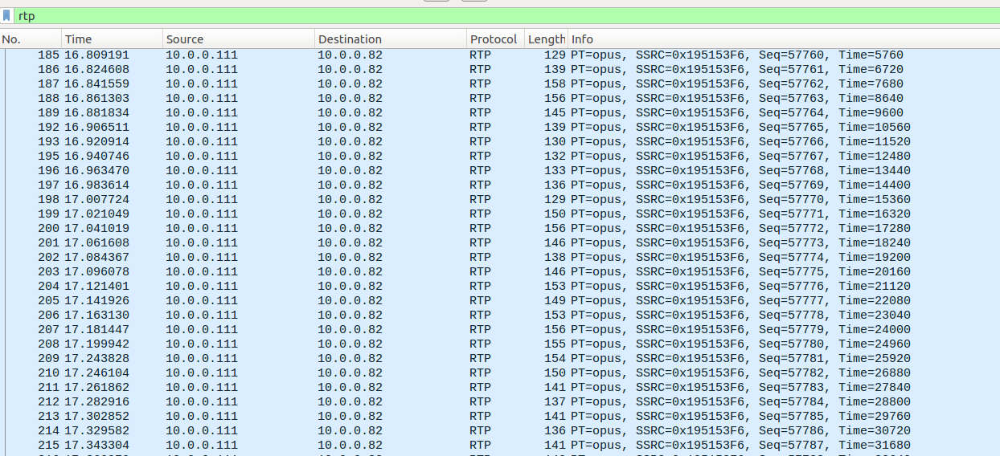 rtp
No. Time Source Destination Protocol Length Info
185 16.809191 10.0.0.111 10.0.0.82 RTP 129 PT=opus, SSRC=0x195153F6, Seq=57760, Time=5760
186 16.824608 10.0.0.111 10.0.0.82 RTP 139 PT=opus, SSRC=0x195153F6, Seq=57761, Time=6720
187 16.841559 10.0.0.111 10.0.0.82 RTP 158 PT=opus, SSRC=0x195153F6, Seq=57762, Time=7680
188 16.861303 10.0.0.111 10.0.0.82 RTP 156 PT=opus, SSRC=0x195153F6, Seq=57763, Time=8640
189 16.881834 10.0.0.111 10.0.0.82 RTP 145 PT=opus, SSRC=0x195153F6, Seq=57764, Time=9600
192 16.906511 10.0.0.111 10.0.0.82 RTP 139 PT=opus, SSRC=0x195153F6, Seq=57765, Time=10560
193 16.920914 10.0.0.111 10.0.0.82 RTP 130 PT=opus, SSRC=0x195153F6, Seq=57766, Time=11520
195 16.940746 10.0.0.111 10.0.0.82 RTP 132 PT=opus, SSRC=0x195153F6, Seq=57767, Time=12480
196 16.963470 10.0.0.111 10.0.0.82 RTP 133 PT=opus, SSRC=0x195153F6, Seq=57768, Time=13440
197 16.983614 10.0.0.111 10.0.0.82 RTP 136 PT=opus, SSRC=0x195153F6, Seq=57769, Time=14400
198 17.007724 10.0.0.111 10.0.0.82 RTP 129 PT=opus, SSRC=0x195153F6, Seq=57770, Time=15360
199 17.021049 10.0.0.111 10.0.0.82 RTP 150 PT=opus, SSRC=0x195153F6, Seq=57771, Time=16320
200 17.041019 10.0.0.111 10.0.0.82 RTP 156 PT=opus, SSRC=0x195153F6, Seq=57772, Time=17280
201 17.061608 10.0.0.111 10.0.0.82 RTP 146 PT=opus, SSRC=0x195153F6, Seq=57773, Time=18240
202 17.084367 10.0.0.111 10.0.0.82 RTP 138 PT=opus, SSRC=0x195153F6, Seq=57774, Time=19200
203 17.096078 10.0.0.111 10.0.0.82 RTP 146 PT=opus, SSRC=0x195153F6, Seq=57775, Time=20160
204 17.121401 10.0.0.111 10.0.0.82 RTP 153 PT=opus, SSRC=0x195153F6, Seq=57776, Time=21120
205 17.141926 10.0.0.111 10.0.0.82 RTP 149 PT=opus, SSRC=0x195153F6, Seq=57777, Time=22080
206 17.163130 10.0.0.111 10.0.0.82 RTP 153 PT=opus, SSRC=0x195153F6, Seq=57778, Time=23040
207 17.181447 10.0.0.111 10.0.0.82 RTP 156 PT=opus, SSRC=0x195153F6, Seq=57779, Time=24000
208 17.199942 10.0.0.111 10.0.0.82 RTP 155 PT=opus, SSRC=0x195153F6, Seq=57780, Time=24960
209 17.243828 10.0.0.111 10.0.0.82 RTP 154 PT=opus, SSRC=0x195153F6, Seq=57781, Time=25920
210 17.246104 10.0.0.111 10.0.0.82 RTP 150 PT=opus, SSRC=0x195153F6, Seq=57782, Time=26880
211 17.261862 10.0.0.111 10.0.0.82 RTP 141 PT=opus, SSRC=0x195153F6, Seq=57783, Time=27840
212 17.282916 10.0.0.111 10.0.0.82 RTP 137 PT=opus, SSRC=0x195153F6, Seq=57784, Time=28800
213 17.302852 10.0.0.111 10.0.0.82 RTP 141 PT=opus, SSRC=0x195153F6, Seq=57785, Time=29760
214 17.329582 10.0.0.111 10.0.0.82 RTP 136 PT=opus, SSRC=0x195153F6, Seq=57786, Time=30720
215 17.343304 10.0.0.111 10.0.0.82 RTP 141 PT=opus, SSRC=0x195153F6, Seq=57787, Time=31680